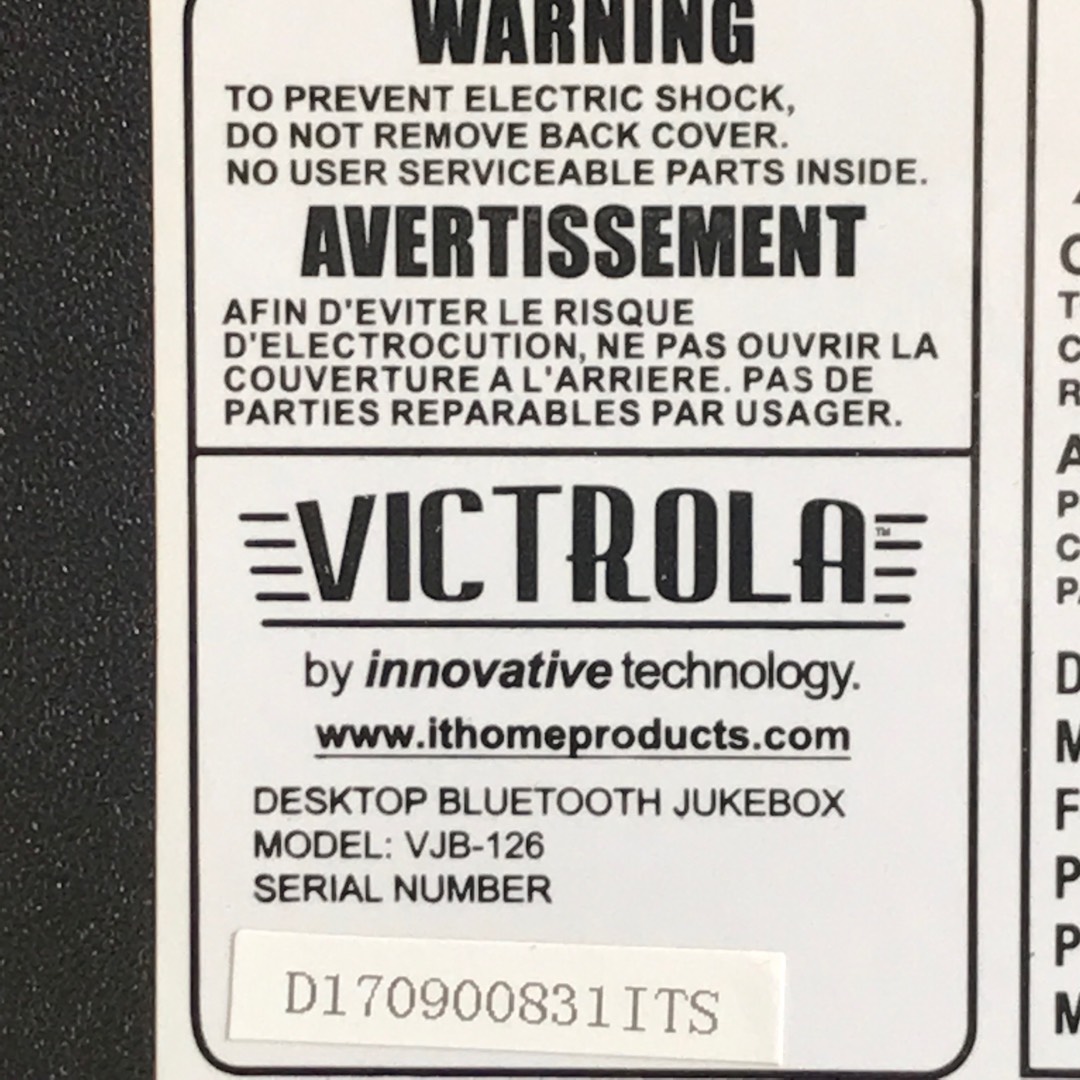 WARNING
TO PREVENT ELECTRIC SHOCK,
DO NOT REMOVE BACK COVER.
NO USER SERVICEABLE PARTS INSIDE.
AVERTISSEMENT
AFIN D'EVITER LE RISQUE
D'ELECTROCUTION, NE PAS OUVRIR LA
COUVERTURE A L'ARRIERE. PAS DE
PARTIES REPARABLES PAR USAGER.
VICTROLA™
by innovative technology.
www.ithomeproducts.com
DESKTOP BLUETOOTH JUKEBOX
MODEL: VJB-126
SERIAL NUMBER
D170900831ITS